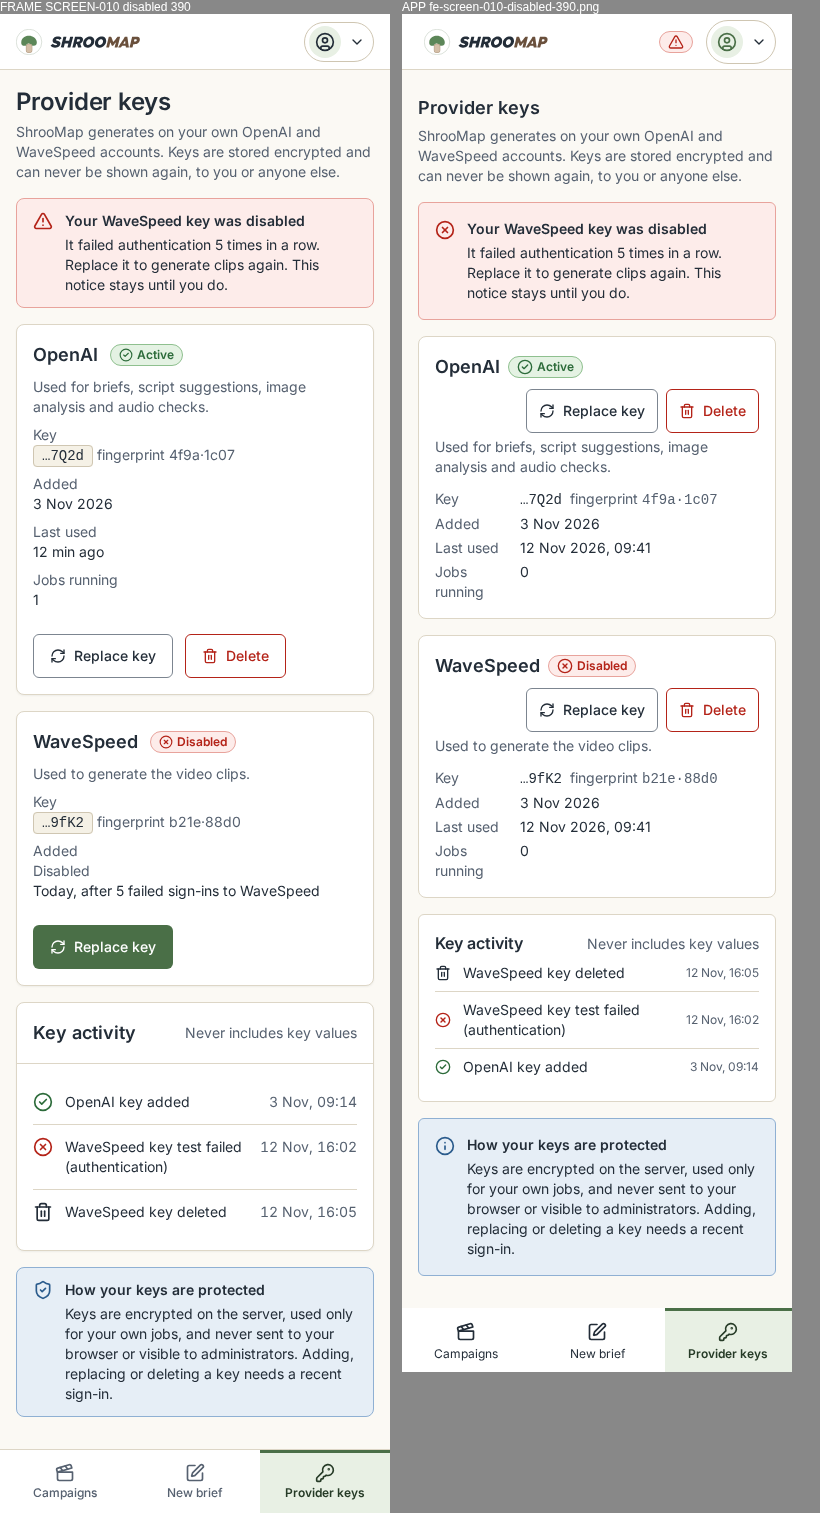 FRAME SCREEN-010 disabled 390
SHROOMAP
Provider keys
ShrooMap generates on your own OpenAI and
WaveSpeed accounts. Keys are stored encrypted and
can never be shown again, to you or anyone else.
Your WaveSpeed key was disabled
It failed authentication 5 times in a row.
Replace it to generate clips again. This
notice stays until you do.
OpenAI Active
Used for briefs, script suggestions, image
analysis and audio checks.
Key
…7Q2d fingerprint 4f9a·1c07
Added
3 Nov 2026
Last used
12 min ago
Jobs running
1
Replace key Delete
WaveSpeed Disabled
Used to generate the video clips.
Key
…9fK2 fingerprint b21e·88d0
Added
Disabled
Today, after 5 failed sign-ins to WaveSpeed
Replace key
Key activity Never includes key values
OpenAI key added 3 Nov, 09:14
WaveSpeed key test failed 12 Nov, 16:02
(authentication)
WaveSpeed key deleted 12 Nov, 16:05
How your keys are protected
Keys are encrypted on the server, used only
for your own jobs, and never sent to your
browser or visible to administrators. Adding,
replacing or deleting a key needs a recent
sign-in.
Campaigns New brief Provider keys
APP fe-screen-010-disabled-390.png
SHROOMAP
Provider keys
ShrooMap generates on your own OpenAI and
WaveSpeed accounts. Keys are stored encrypted and
can never be shown again, to you or anyone else.
Your WaveSpeed key was disabled
It failed authentication 5 times in a row.
Replace it to generate clips again. This
notice stays until you do.
OpenAI Active
Replace key Delete
Used for briefs, script suggestions, image
analysis and audio checks.
Key …7Q2d fingerprint 4f9a·1c07
Added 3 Nov 2026
Last used 12 Nov 2026, 09:41
Jobs 0
running
WaveSpeed Disabled
Replace key Delete
Used to generate the video clips.
Key …9fK2 fingerprint b21e·88d0
Added 3 Nov 2026
Last used 12 Nov 2026, 09:41
Jobs 0
running
Key activity Never includes key values
WaveSpeed key deleted 12 Nov, 16:05
WaveSpeed key test failed 12 Nov, 16:02
(authentication)
OpenAI key added 3 Nov, 09:14
How your keys are protected
Keys are encrypted on the server, used only
for your own jobs, and never sent to your
browser or visible to administrators. Adding,
replacing or deleting a key needs a recent
sign-in.
Campaigns New brief Provider keys